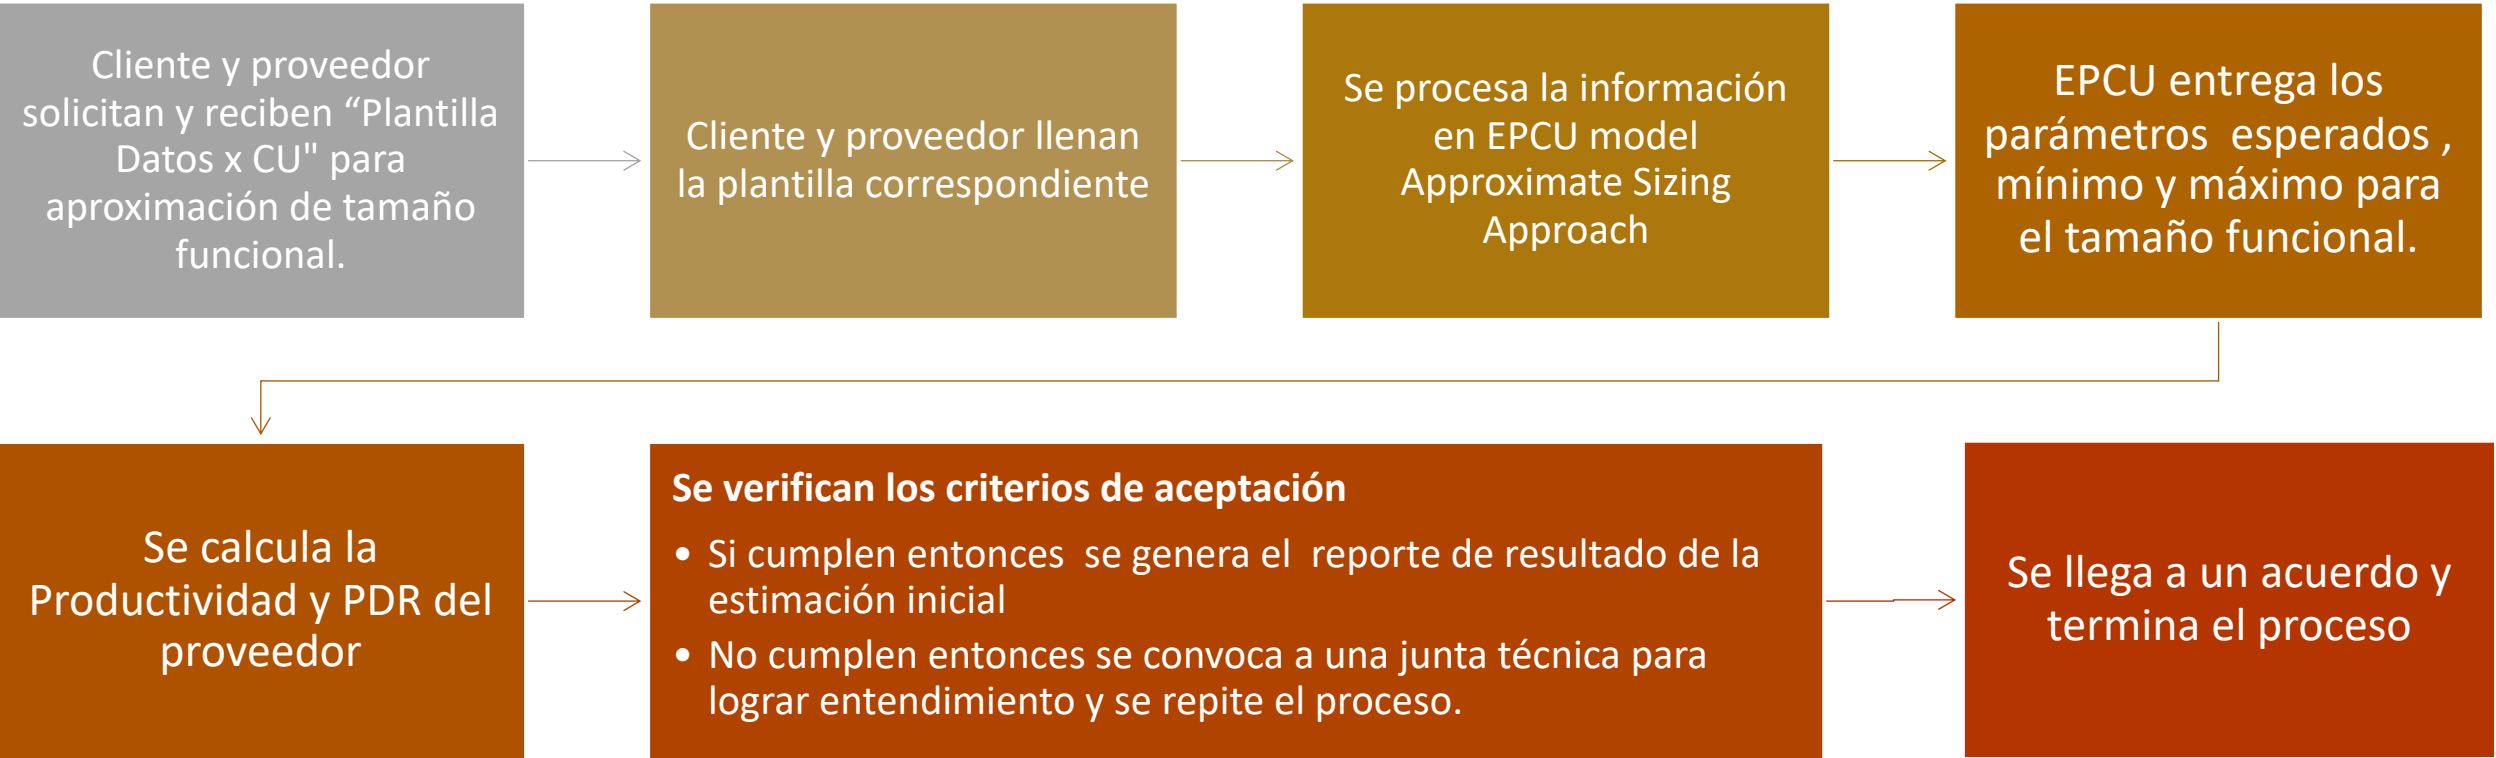 Cliente y proveedor
solicitan y reciben “Plantilla
Datos x CU" para
aproximación de tamaño
funcional.
Cliente y proveedor llenan
la plantilla correspondiente
Se procesa la información
en EPCU model
Approximate Sizing
Approach
EPCU entrega los
parámetros  esperados ,
mínimo y máximo para
el tamaño funcional.
Se calcula la
Productividad y PDR del
proveedor
Se verifican los criterios de aceptación
• Si cumplen entonces  se genera el  reporte de resultado de la
estimación inicial
• No cumplen entonces se convoca a una junta técnica para
lograr entendimiento y se repite el proceso.
Se llega a un acuerdo y
termina el proceso